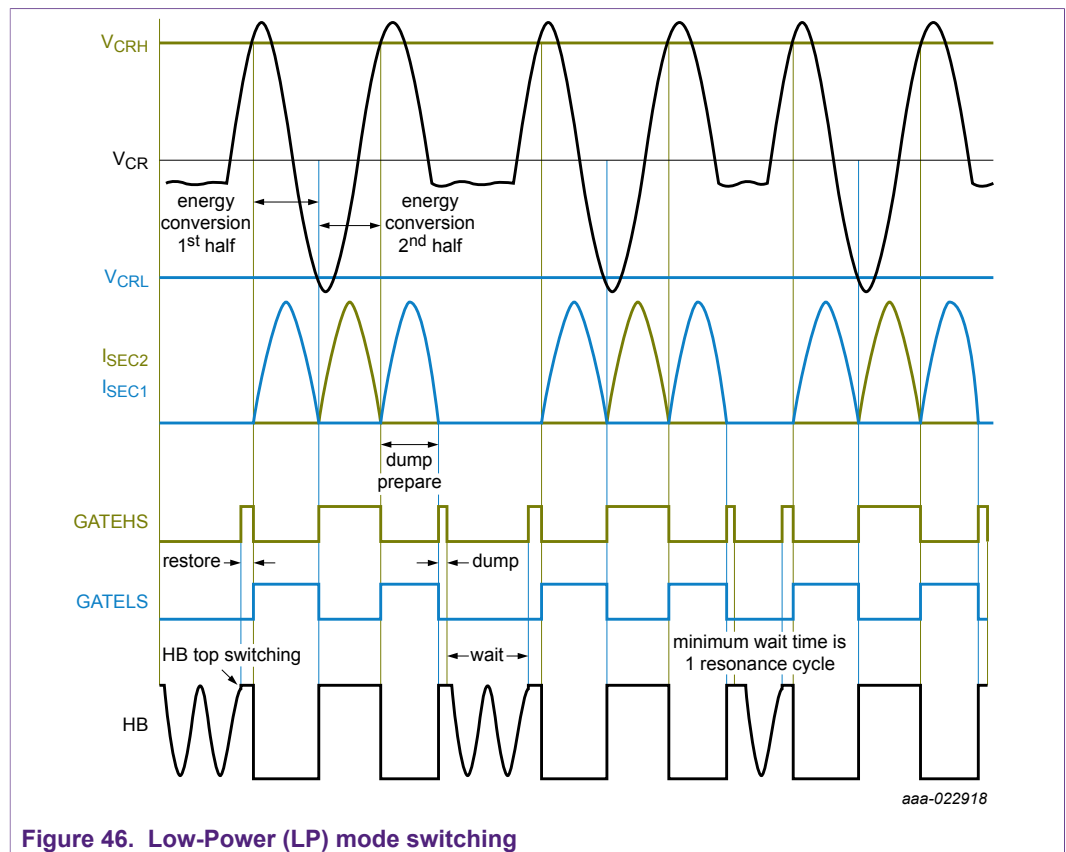 VCRH
VCR
energy
conversion
1st half
energy
conversion
2nd half
VCRL
ISEC2
ISEC1
dump
prepare
GATEHS
restore
dump
GATELS
HB top switching
wait
minimum wait time is
1 resonance cycle
HB
aaa-022918
Figure 46. Low-Power (LP) mode switching